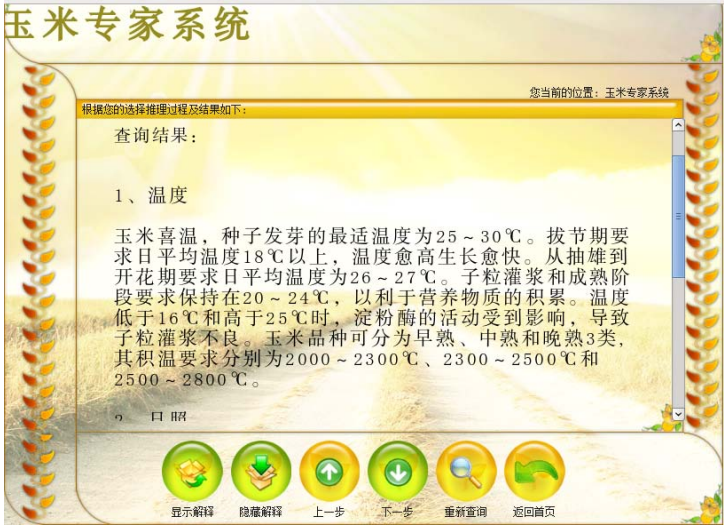 玉米专家系统
您当前的位置：玉米专家系统
根据您的选择推理过程及结果如下：
查询结果：
1、温度
玉米喜温，种子发芽的最适温度为25～30℃。拔节期要
求日平均温度18℃以上，温度愈高生长愈快。从抽雄到
开花期要求日平均温度为26～27℃。子粒灌浆和成熟阶
段要求保持在20～24℃，以利于营养物质的积累。温度
低于16℃和高于25℃时，淀粉酶的活动受到影响，导致
子粒灌浆不良。玉米品种可分为早熟、中熟和晚熟3类，
其积温要求分别为2000～2300℃、2300～2500℃和
2500～2800℃。
2、日照
显示解释 隐藏解释 上一步 下一步 重新查询 返回首页